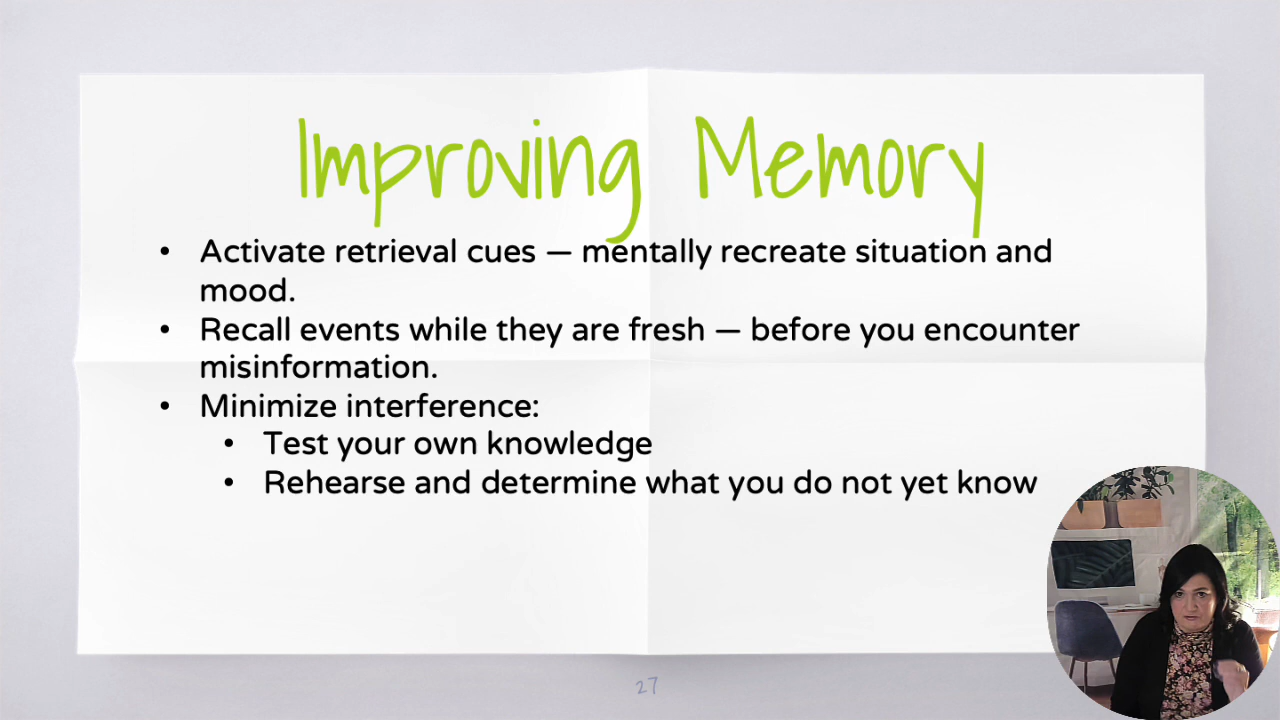 Improving Memory
• Activate retrieval cues — mentally recreate situation and
mood.
• Recall events while they are fresh — before you encounter
misinformation.
• Minimize interference:
• Test your own knowledge
• Rehearse and determine what you do not yet know
27